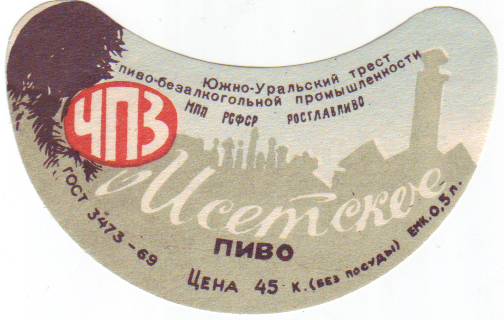 Южно-Уральский трест
пиво-безалкогольной промышленности
МПП РСФСР РОСГЛАВПИВО
ЧПЗ
Исетское
ПИВО
ГОСТ 3473-69
ЦЕНА 45 К. (БЕЗ ПОСУДЫ) ЕМК. 0,5 л.